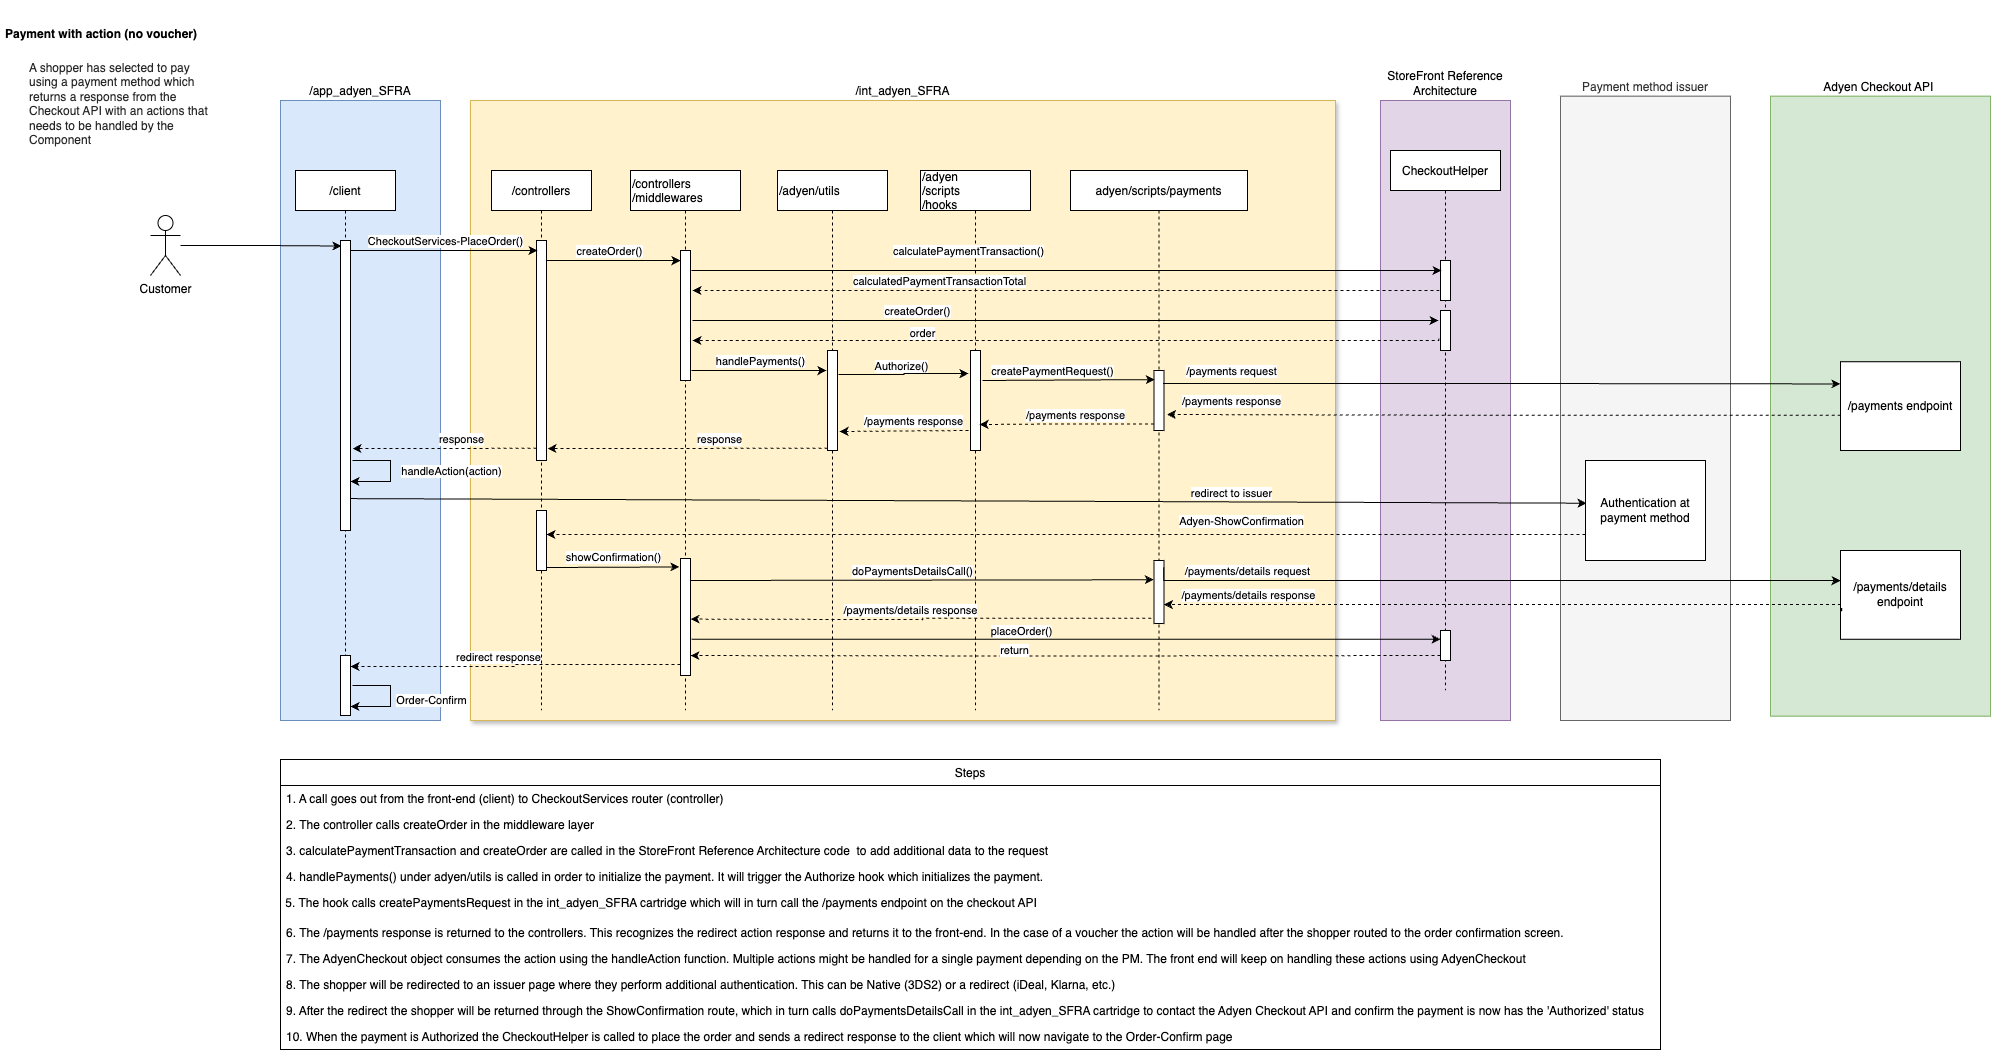 Payment with action (no voucher)
A shopper has selected to pay
using a payment method which
returns a response from the
Checkout API with an actions that
needs to be handled by the
Component
/app_adyen_SFRA
/int_adyen_SFRA
StoreFront Reference
Architecture
Payment method issuer
Adyen Checkout API
/client
/controllers
/controllers
/middlewares
/adyen/utils
/adyen
/scripts
/hooks
adyen/scripts/payments
CheckoutHelper
Customer
CheckoutServices-PlaceOrder()
createOrder()
calculatePaymentTransaction()
calculatedPaymentTransactionTotal
createOrder()
order
handlePayments()
Authorize()
createPaymentRequest()
/payments request
/payments response
/payments endpoint
/payments response
/payments response
response
response
handleAction(action)
redirect to issuer
Authentication at
payment method
Adyen-ShowConfirmation
showConfirmation()
doPaymentsDetailsCall()
/payments/details request
/payments/details response
/payments/details
endpoint
/payments/details response
placeOrder()
return
redirect response
Order-Confirm
Steps
1. A call goes out from the front-end (client) to CheckoutServices router (controller)
2. The controller calls createOrder in the middleware layer
3. calculatePaymentTransaction and createOrder are called in the StoreFront Reference Architecture code  to add additional data to the request
4. handlePayments() under adyen/utils is called in order to initialize the payment. It will trigger the Authorize hook which initializes the payment.
5. The hook calls createPaymentsRequest in the int_adyen_SFRA cartridge which will in turn call the /payments endpoint on the checkout API
6. The /payments response is returned to the controllers. This recognizes the redirect action response and returns it to the front-end. In the case of a voucher the action will be handled after the shopper routed to the order confirmation screen.
7. The AdyenCheckout object consumes the action using the handleAction function. Multiple actions might be handled for a single payment depending on the PM. The front end will keep on handling these actions using AdyenCheckout
8. The shopper will be redirected to an issuer page where they perform additional authentication. This can be Native (3DS2) or a redirect (iDeal, Klarna, etc.)
9. After the redirect the shopper will be returned through the ShowConfirmation route, which in turn calls doPaymentsDetailsCall in the int_adyen_SFRA cartridge to contact the Adyen Checkout API and confirm the payment is now has the 'Authorized' status
10. When the payment is Authorized the CheckoutHelper is called to place the order and sends a redirect response to the client which will now navigate to the Order-Confirm page